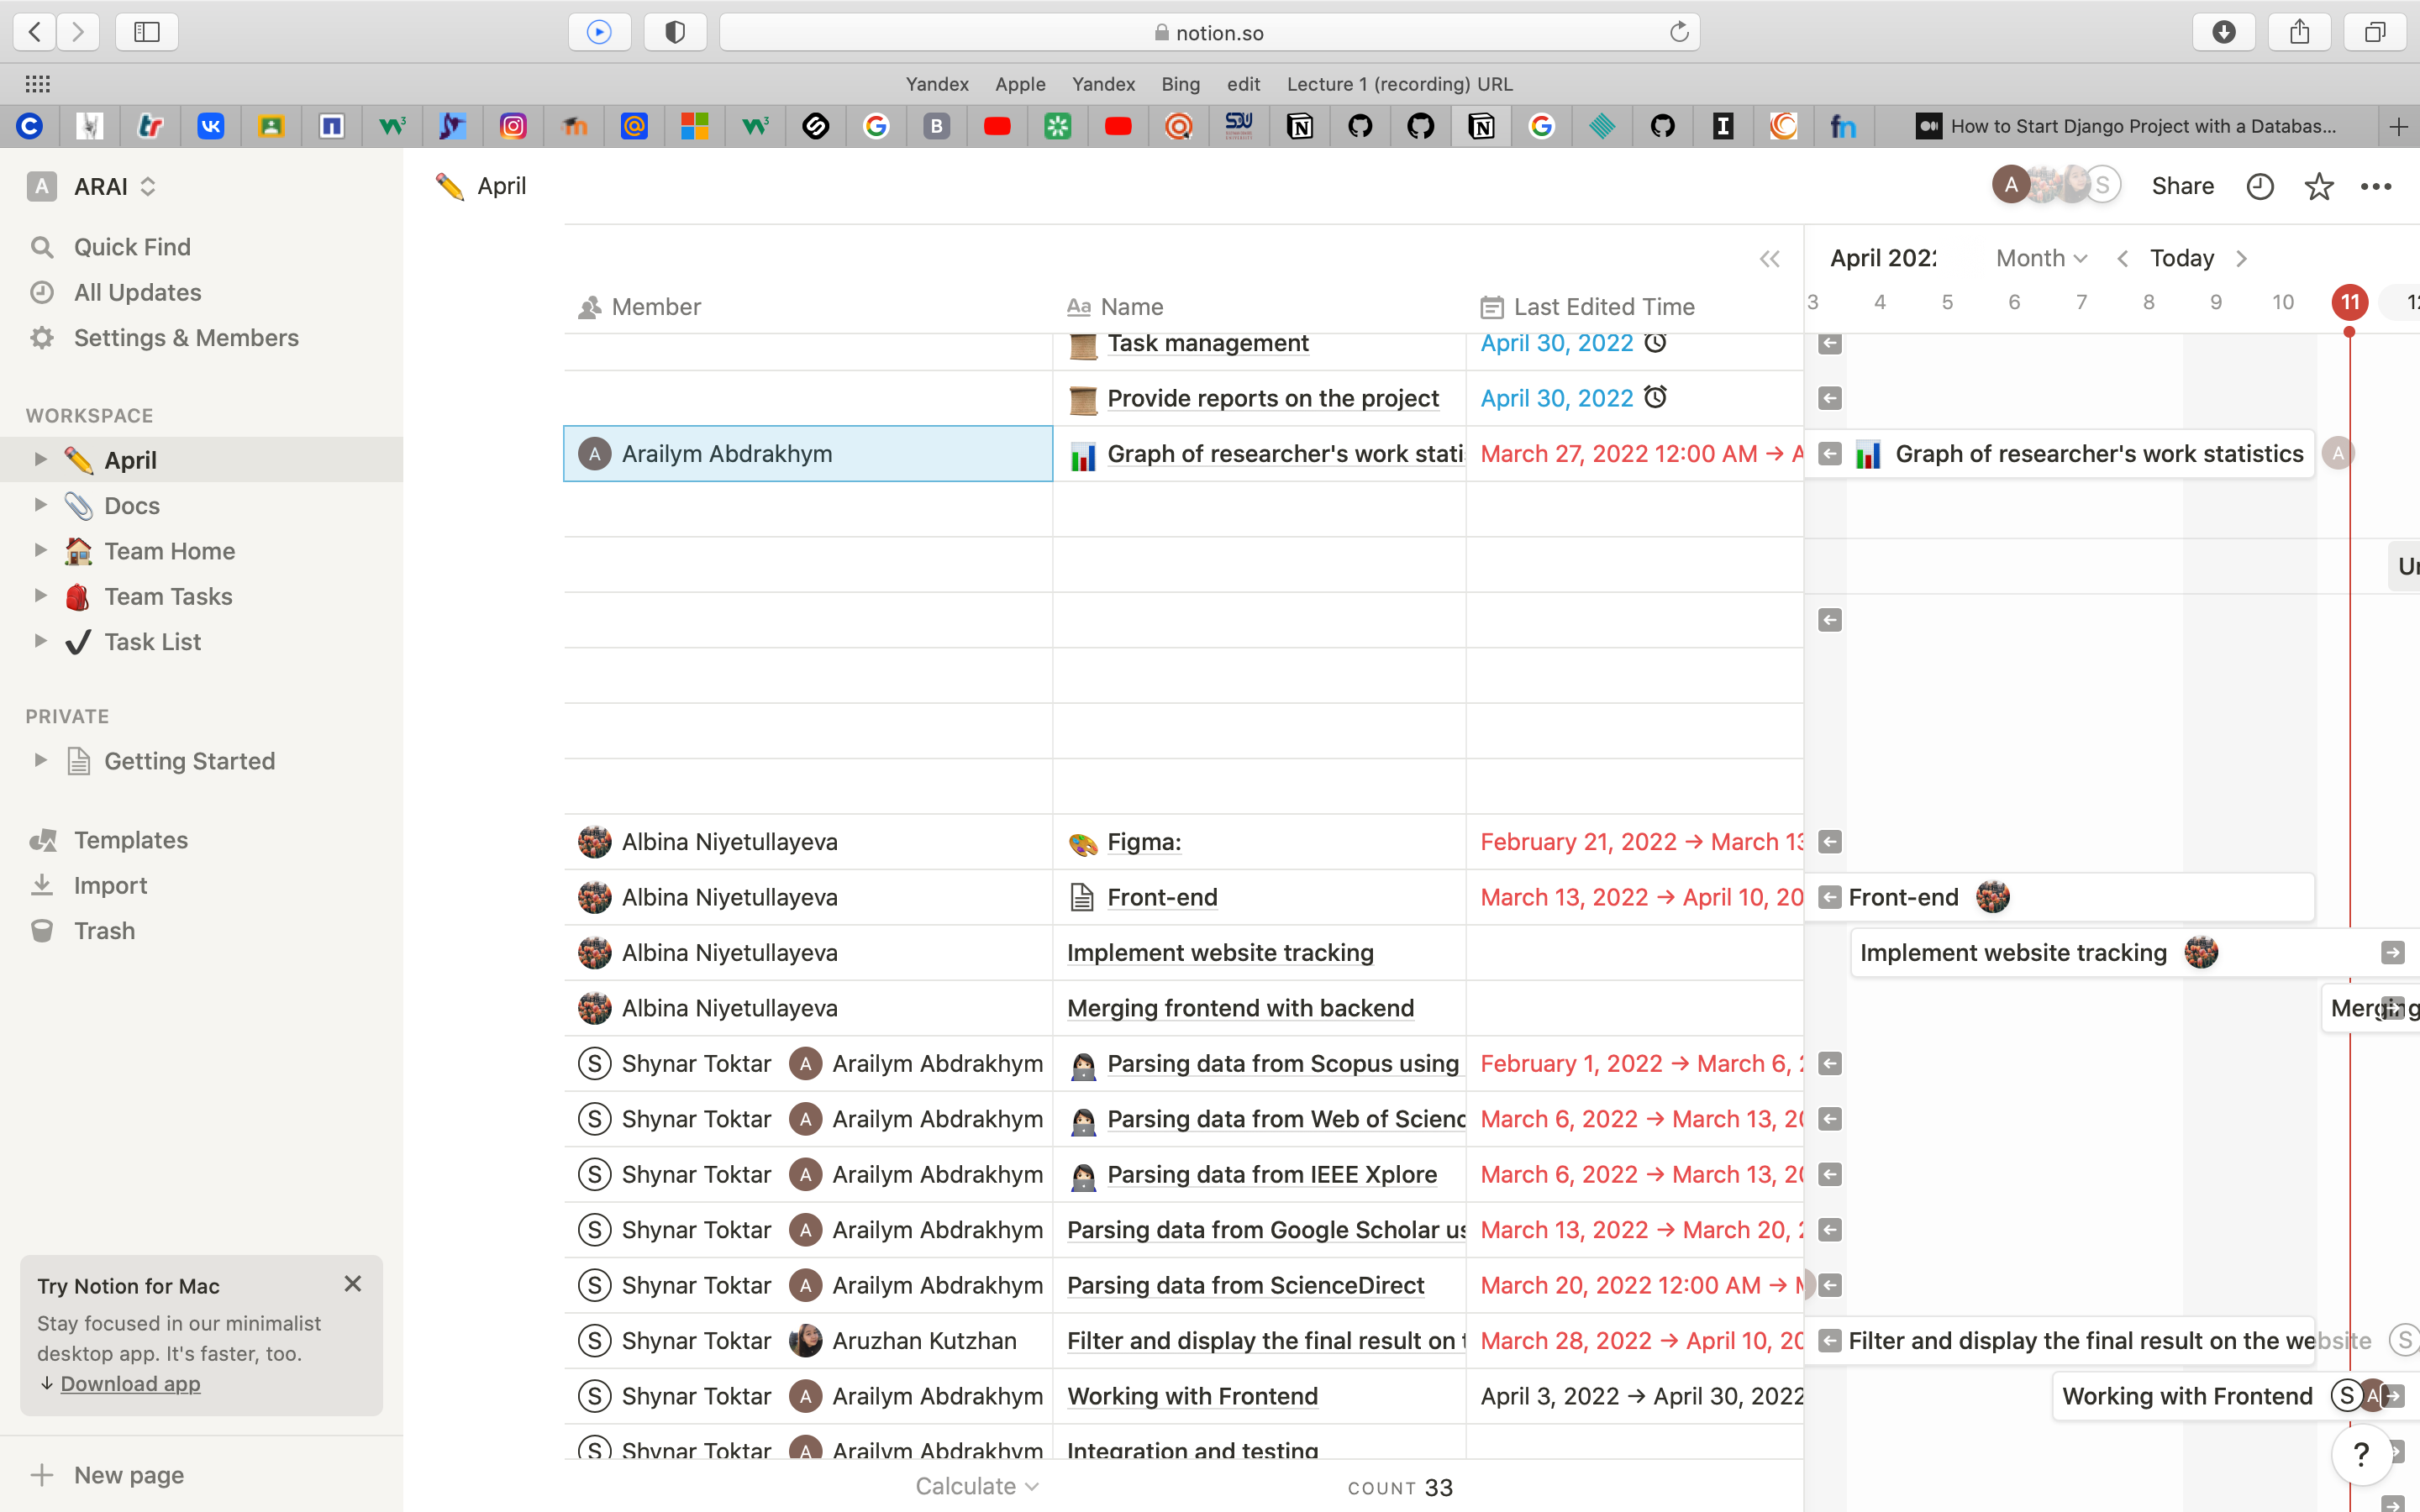 notion.so
Yandex Apple Yandex Bing edit Lecture 1 (recording) URL
How to Start Django Project with a Databas...
A ARAI
April
A S Share
Quick Find
All Updates
Settings & Members
WORKSPACE
April
Docs
Team Home
Team Tasks
Task List
PRIVATE
Getting Started
Templates
Import
Trash
Try Notion for Mac
Stay focused in our minimalist
desktop app. It's faster, too.
Download app
New page
April 202 Month Today
Member Aa Name Last Edited Time
3 4 5 6 7 8 9 10 11
Task management April 30, 2022
Provide reports on the project April 30, 2022
A Arailym Abdrakhym Graph of researcher's work stati March 27, 2022 12:00 AM → A Graph of researcher's work statistics A
Albina Niyetullayeva Figma: February 21, 2022 → March 13
Albina Niyetullayeva Front-end March 13, 2022 → April 10, 20 Front-end
Albina Niyetullayeva Implement website tracking Implement website tracking
Albina Niyetullayeva Merging frontend with backend Merging
S Shynar Toktar A Arailym Abdrakhym Parsing data from Scopus using February 1, 2022 → March 6,
S Shynar Toktar A Arailym Abdrakhym Parsing data from Web of Scienc March 6, 2022 → March 13, 20
S Shynar Toktar A Arailym Abdrakhym Parsing data from IEEE Xplore March 6, 2022 → March 13, 20
S Shynar Toktar A Arailym Abdrakhym Parsing data from Google Scholar us March 13, 2022 → March 20,
S Shynar Toktar A Arailym Abdrakhym Parsing data from ScienceDirect March 20, 2022 12:00 AM →
S Shynar Toktar Aruzhan Kutzhan Filter and display the final result on March 28, 2022 → April 10, 20 Filter and display the final result on the website S
S Shynar Toktar A Arailym Abdrakhym Working with Frontend April 3, 2022 → April 30, 2022 Working with Frontend S A
S Shynar Toktar A Arailym Abdrakhym Integration and testing
Calculate COUNT 33
?